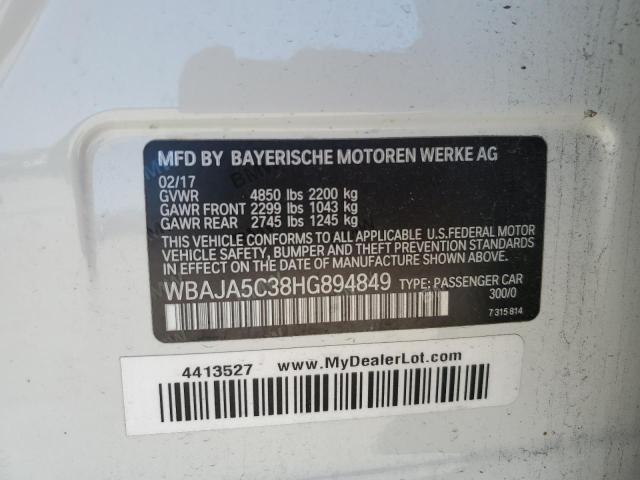 MFD BY BAYERISCHE MOTOREN WERKE AG
02/17
GVWR 4850 lbs 2200 kg
GAWR FRONT 2299 lbs 1043 kg
GAWR REAR 2745 lbs 1245 kg
THIS VEHICLE CONFORMS TO ALL APPLICABLE U.S.FEDERAL MOTOR
VEHICLE SAFETY, BUMPER, AND THEFT PREVENTION STANDARDS
IN EFFECT ON THE DATE OF MANUFACTURE SHOWN ABOVE.
WBAJA5C38HG894849 TYPE: PASSENGER CAR
300/0
7 315 814
4413527 www.MyDealerLot.com